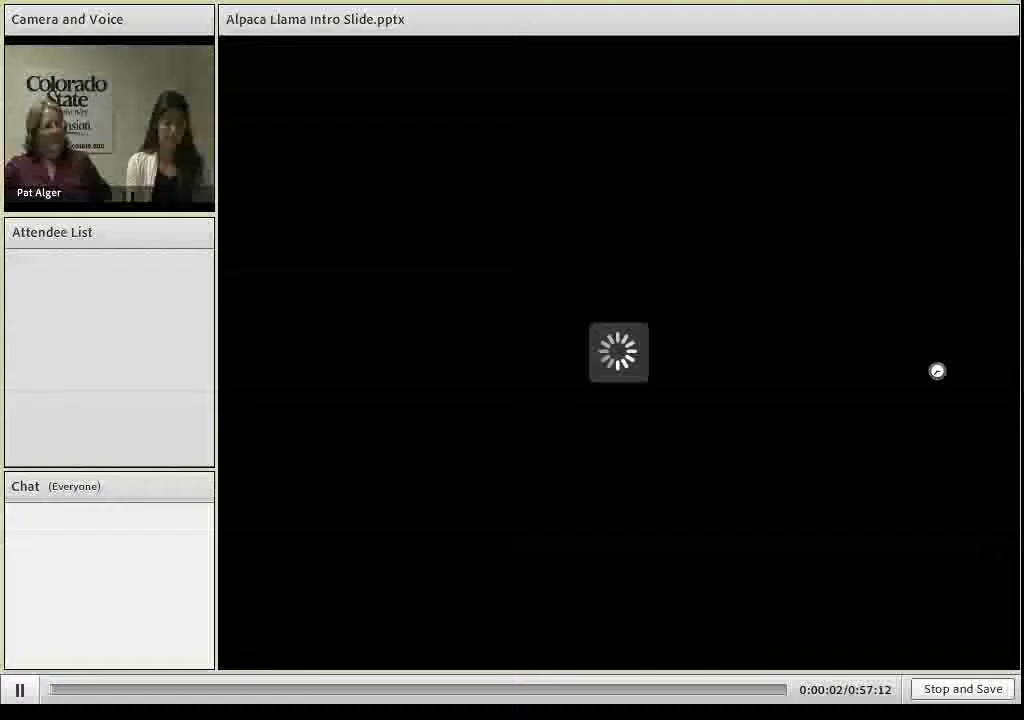 Camera and Voice
Alpaca Llama Intro Slide.pptx
Colorado
State
Pat Alger
Attendee List
Chat (Everyone)
0:00:02/0:57:12
Stop and Save